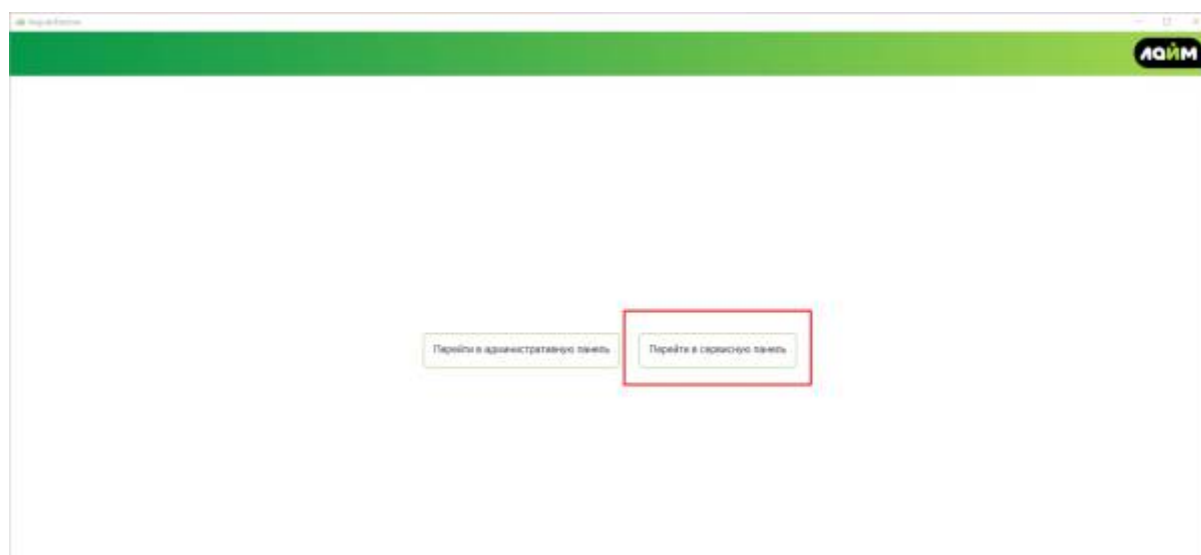 лайм
Перейти в административную панель
Перейти в сервисную панель